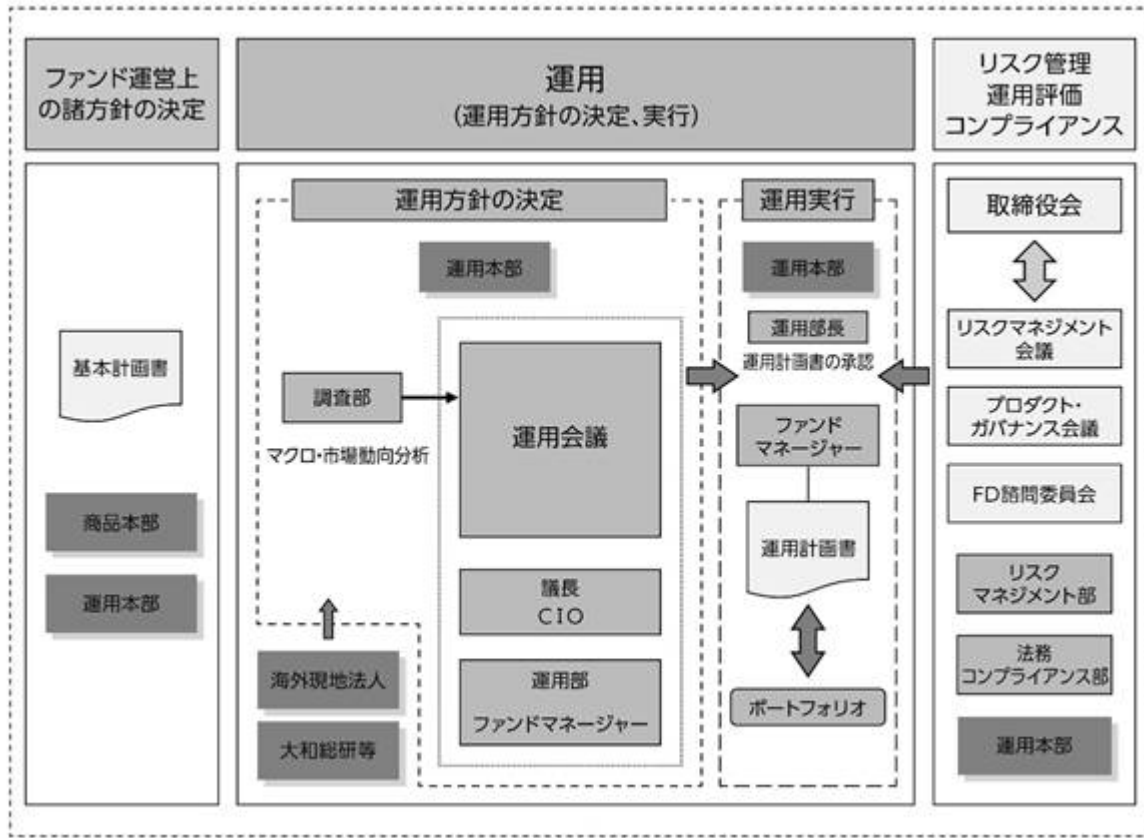 ファンド運営上
の諸方針の決定
運用
(運用方針の決定、実行)
リスク管理
運用評価
コンプライアンス
基本計画書
商品本部
運用本部
運用方針の決定
運用本部
調査部
マクロ・市場動向分析
運用会議
議長
CIO
運用部
ファンドマネージャー
海外現地法人
大和総研等
運用実行
運用本部
運用部長
運用計画書の承認
ファンド
マネージャー
運用計画書
ポートフォリオ
取締役会
リスクマネジメント
会議
プロダクト・
ガバナンス会議
FD諮問委員会
リスク
マネジメント部
法務
コンプライアンス部
運用本部